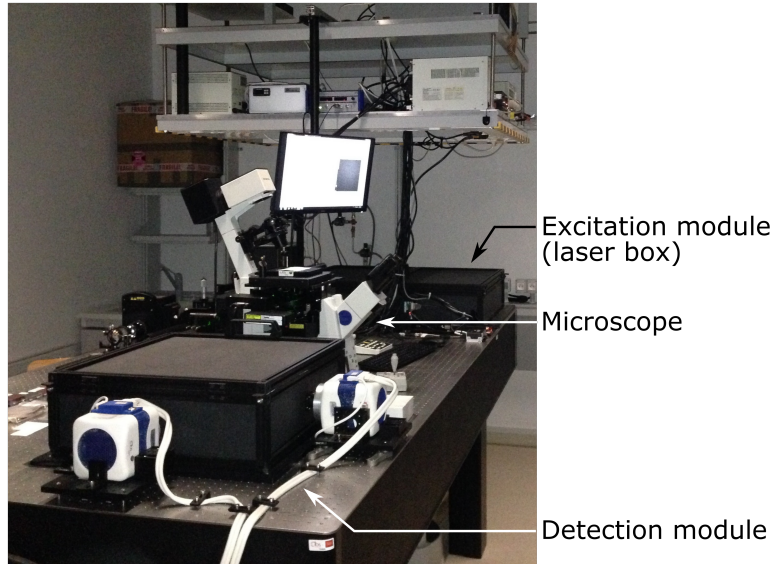 Excitation module
(laser box)
Microscope
Detection module